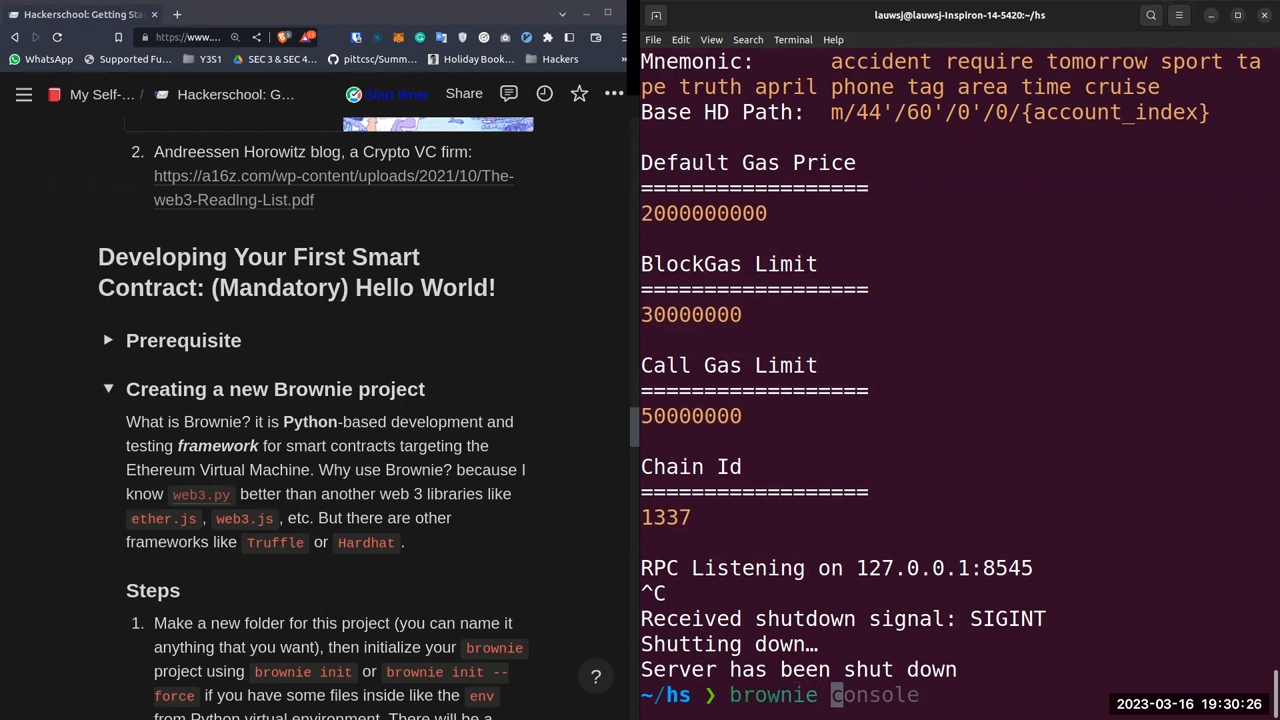 Hackerschool: Getting Sta
https://www....
WhatsApp
Supported Fu...
Y3S1
SEC 3 & SEC 4...
pittcsc/Summ...
Holiday Book...
Hackers
My Self-... / Hackerschool: G...
Start timer
Share
2. Andreessen Horowitz blog, a Crypto VC firm:
https://a16z.com/wp-content/uploads/2021/10/The-
web3-Readlng-List.pdf
Developing Your First Smart
Contract: (Mandatory) Hello World!
Prerequisite
Creating a new Brownie project
What is Brownie? it is Python-based development and
testing framework for smart contracts targeting the
Ethereum Virtual Machine. Why use Brownie? because I
know web3.py better than another web 3 libraries like
ether.js, web3.js, etc. But there are other
frameworks like Truffle or Hardhat.
Steps
1. Make a new folder for this project (you can name it
anything that you want), then initialize your brownie
project using brownie init or brownie init --
force if you have some files inside like the env
from Python virtual environment. There will be a
?
lauwsj@lauwsj-Inspiron-14-5420:~/hs
File Edit View Search Terminal Help
Mnemonic: accident require tomorrow sport ta
pe truth april phone tag area time cruise
Base HD Path: m/44'/60'/0'/0/{account_index}
Default Gas Price
==================
2000000000
BlockGas Limit
==================
30000000
Call Gas Limit
==================
50000000
Chain Id
==================
1337
RPC Listening on 127.0.0.1:8545
^C
Received shutdown signal: SIGINT
Shutting down…
Server has been shut down
~/hs ❯ brownie console
2023-03-16 19:30:26